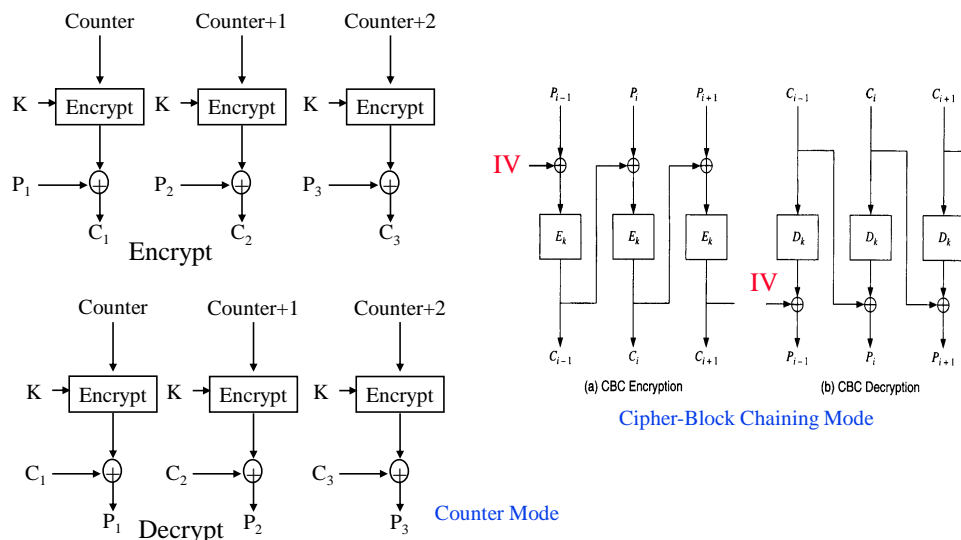 Counter Counter+1 Counter+2
K Encrypt K Encrypt K Encrypt
P₁ + P₂ + P₃ +
C₁ C₂ C₃
Encrypt
Counter Counter+1 Counter+2
K Encrypt K Encrypt K Encrypt
C₁ + C₂ + C₃ +
P₁ P₂ P₃
Decrypt
Counter Mode
Pᵢ₋₁ Pᵢ Pᵢ₊₁
IV
Eₖ Eₖ Eₖ
Cᵢ₋₁ Cᵢ Cᵢ₊₁
(a) CBC Encryption
Cᵢ₋₁ Cᵢ Cᵢ₊₁
Dₖ Dₖ Dₖ
IV
Pᵢ₋₁ Pᵢ Pᵢ₊₁
(b) CBC Decryption
Cipher-Block Chaining Mode